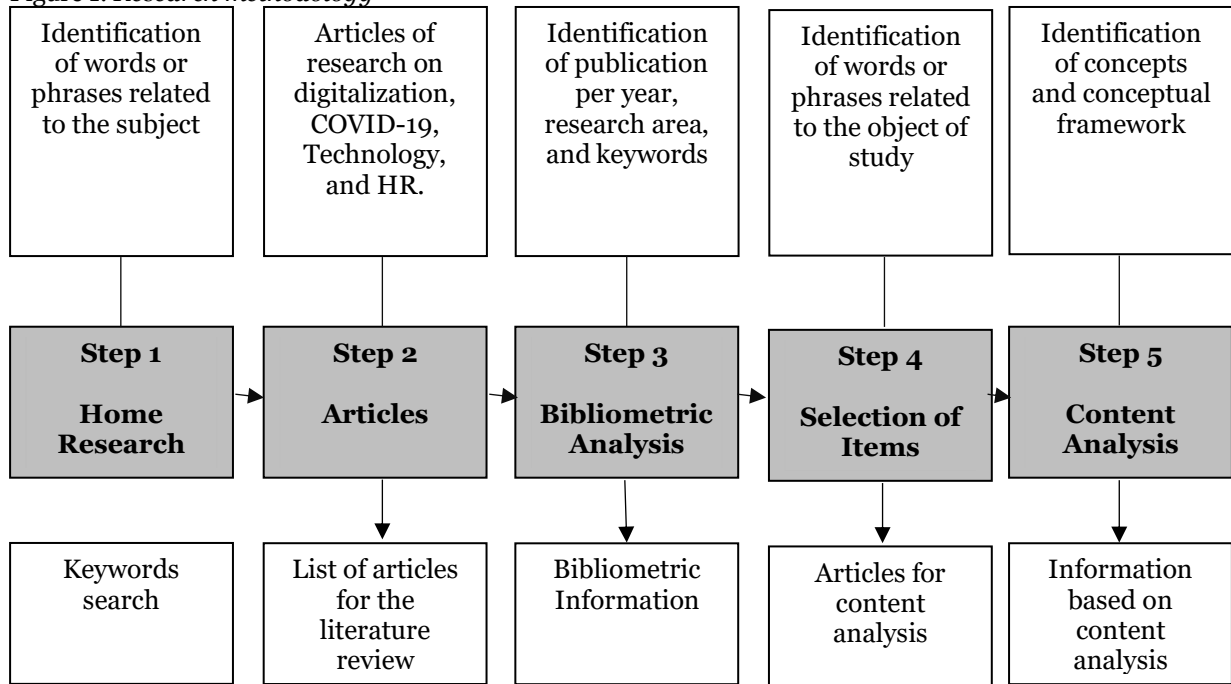 Figure 1. Research Methodology
Identification
of words or
phrases related
to the subject
Articles of
research on
digitalization,
COVID-19,
Technology,
and HR.
Identification
of publication
per year,
research area,
and keywords
Identification
of words or
phrases related
to the object of
study
Identification
of concepts
and conceptual
framework
Step 1
Home
Research
Step 2
Articles
Step 3
Bibliometric
Analysis
Step 4
Selection of
Items
Step 5
Content
Analysis
Keywords
search
List of articles
for the
literature
review
Bibliometric
Information
Articles for
content
analysis
Information
based on
content
analysis